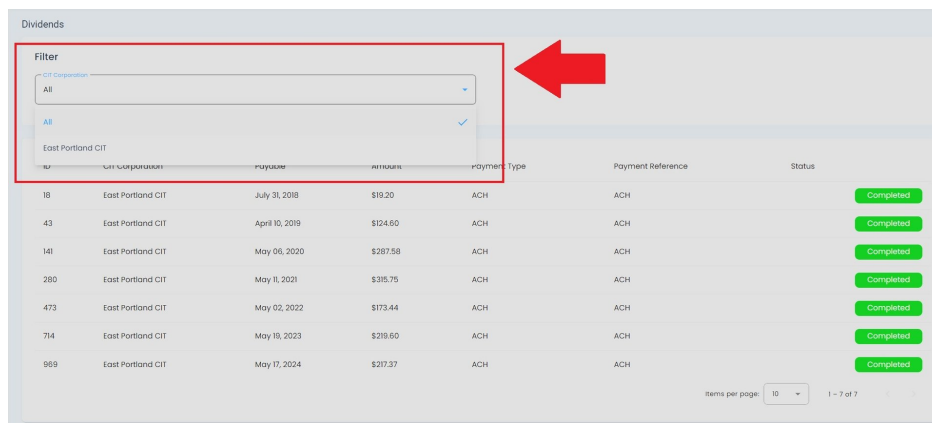 Dividends
Filter
CIT Corporation
All
All
East Portland CIT
ID CIT Corporation Payable Amount Payment Type Payment Reference Status
18 East Portland CIT July 31, 2018 $19.20 ACH ACH Completed
43 East Portland CIT April 10, 2019 $124.60 ACH ACH Completed
141 East Portland CIT May 06, 2020 $287.58 ACH ACH Completed
280 East Portland CIT May 11, 2021 $315.75 ACH ACH Completed
473 East Portland CIT May 02, 2022 $173.44 ACH ACH Completed
714 East Portland CIT May 19, 2023 $219.60 ACH ACH Completed
969 East Portland CIT May 17, 2024 $217.37 ACH ACH Completed
Items per page: 10 1 – 7 of 7